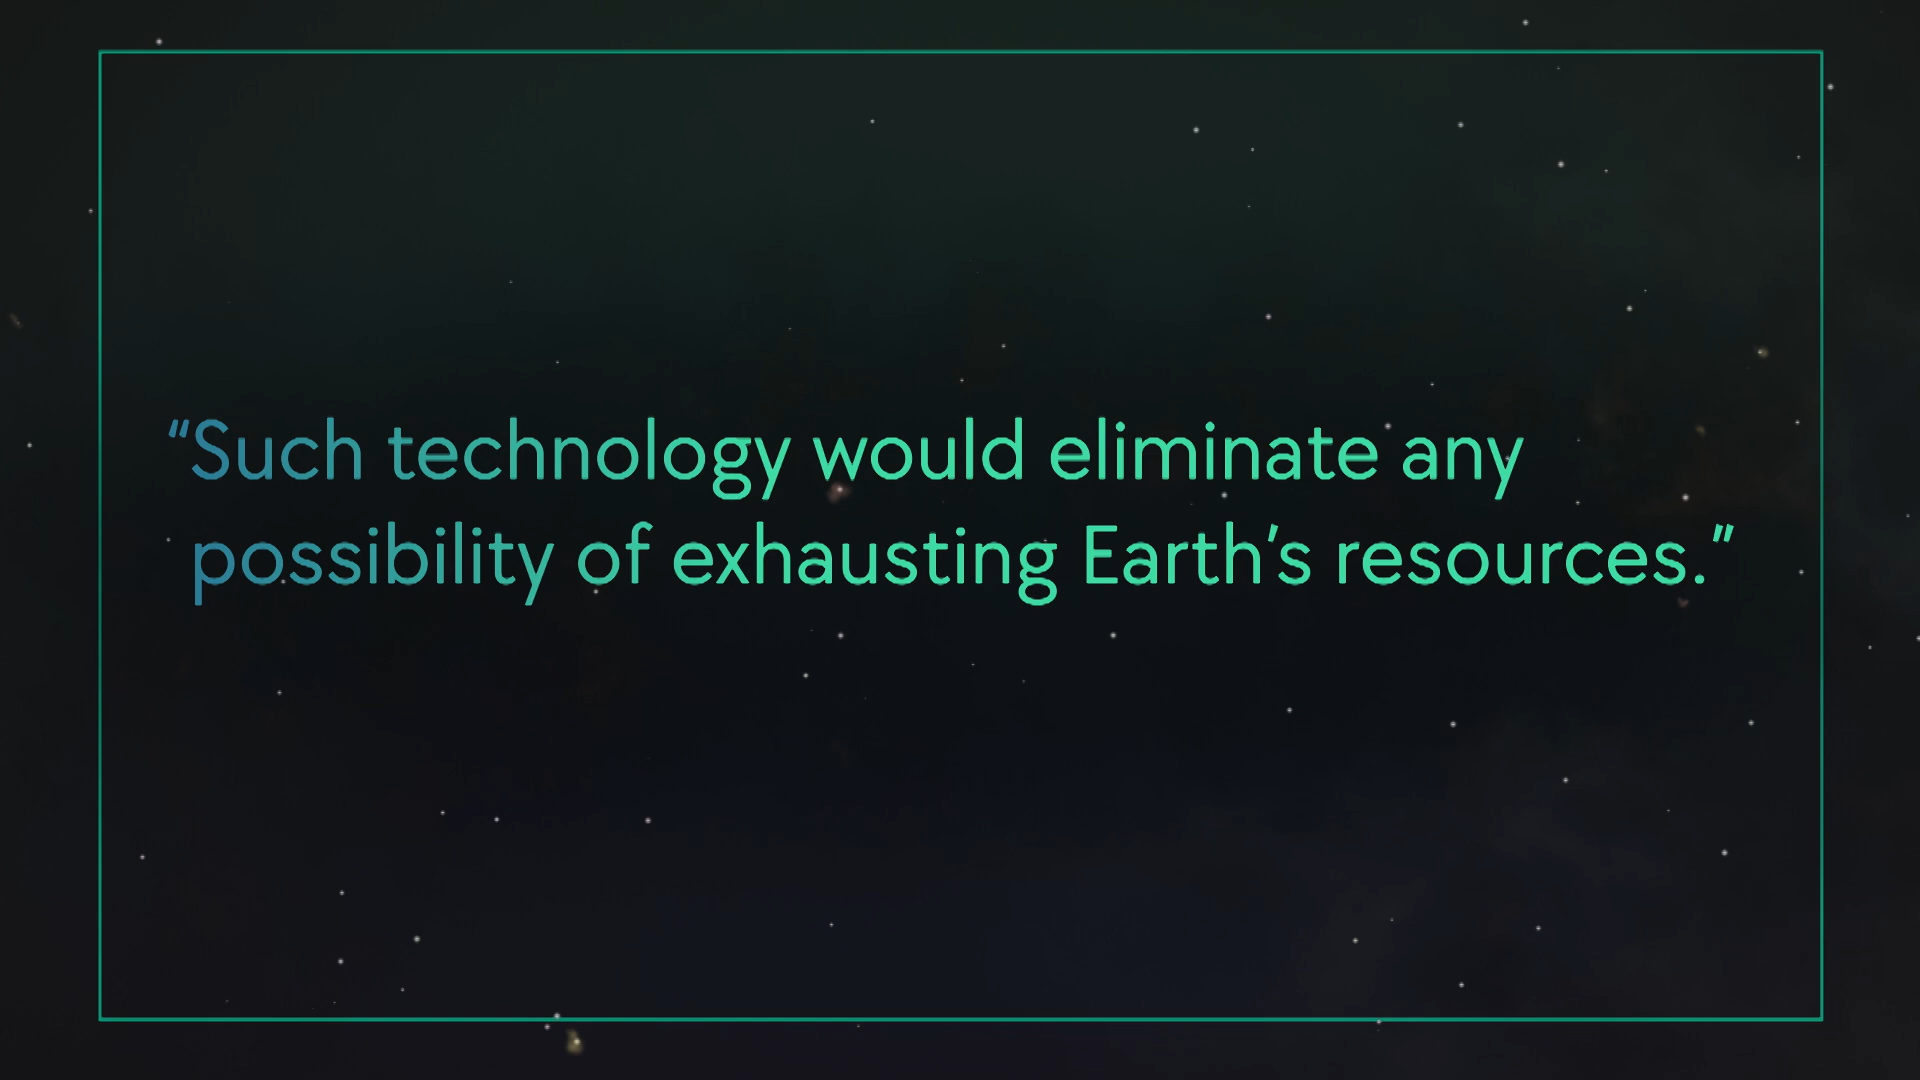 “Such technology would eliminate any
possibility of exhausting Earth’s resources.”